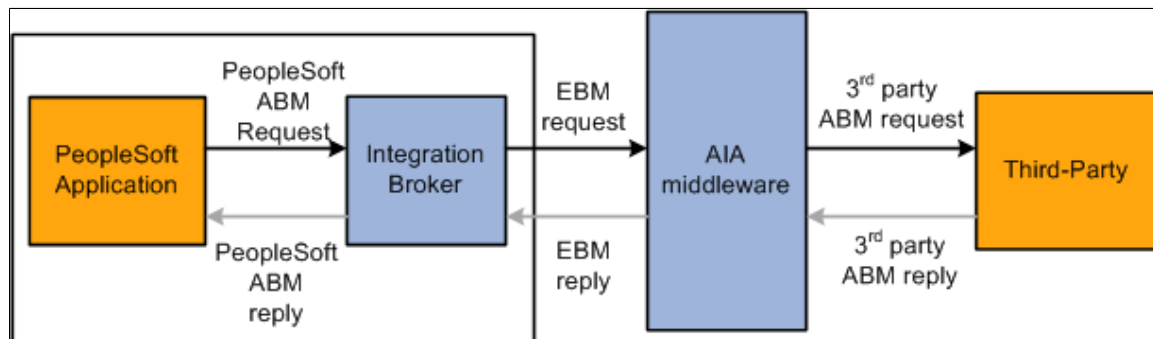 PeopleSoft
ABM
Request
EBM
request
3rd party
ABM request
PeopleSoft
Application
Integration
Broker
AIA
middleware
Third-Party
PeopleSoft
ABM
reply
EBM
reply
3rd party
ABM reply